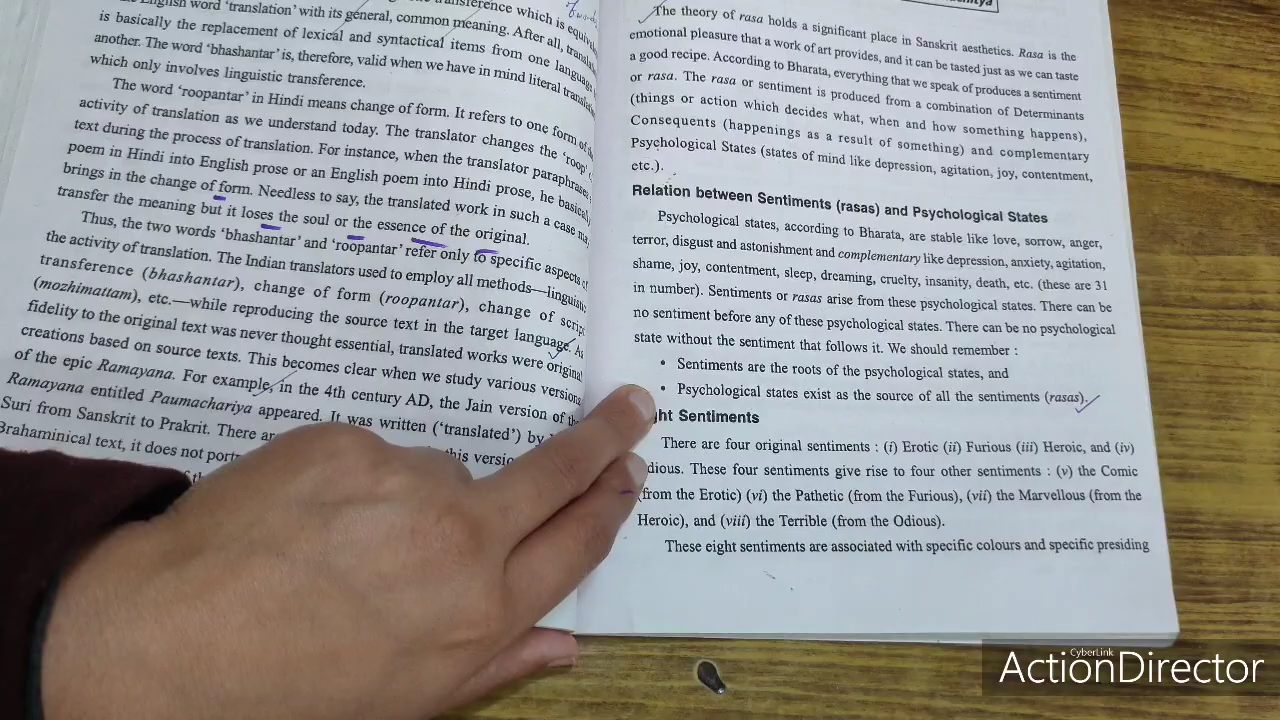 English word 'translation' with its general, common meaning. After all,
is basically the replacement of lexical and syntactical items from one language
another. The word 'bhashantar' is, therefore, valid when we have in mind literal
which only involves linguistic transference.
The word 'roopantar' in Hindi means change of form. It refers to one form of
activity of translation as we understand today. The translator changes the 'roop'
text during the process of translation. For instance, when the translator paraphrases
poem in Hindi into English prose or an English poem into Hindi prose, he
brings in the change of form. Needless to say, the translated work in such a case
transfer the meaning but it loses the soul or the essence of the original.
Thus, the two words 'bhashantar' and 'roopantar' refer only to specific aspects
the activity of translation. The Indian translators used to employ all methods—
transference (bhashantar), change of form (roopantar), change of script
(mozhimattam), etc.—while reproducing the source text in the target language. As
fidelity to the original text was never thought essential, translated works were original
creations based on source texts. This becomes clear when we study various versions
of the epic Ramayana. For example, in the 4th century AD, the Jain version of
Ramayana entitled Paumachariya appeared. It was written ('translated') by
Suri from Sanskrit to Prakrit. There this
Brahaminical text, it does not
The theory of rasa holds a significant place in Sanskrit aesthetics. Rasa is the
emotional pleasure that a work of art provides, and it can be tasted just as we can taste
a good recipe. According to Bharata, everything that we speak of produces a sentiment
or rasa. The rasa or sentiment is produced from a combination of Determinants
(things or action which decides what, when and how something happens),
Consequents (happenings as a result of something) and complementary
Psychological States (states of mind like depression, agitation, joy, contentment,
etc.).
Relation between Sentiments (rasas) and Psychological States
Psychological states, according to Bharata, are stable like love, sorrow, anger,
terror, disgust and astonishment and complementary like depression, anxiety, agitation,
shame, joy, contentment, sleep, dreaming, cruelty, insanity, death, etc. (these are 31
in number). Sentiments or rasas arise from these psychological states. There can be
no sentiment before any of these psychological states. There can be no psychological
state without the sentiment that follows it. We should remember :
• Sentiments are the roots of the psychological states, and
• Psychological states exist as the source of all the sentiments (rasas).
Sentiments
There are four original sentiments : (i) Erotic (ii) Furious (iii) Heroic, and (iv)
These four sentiments give rise to four other sentiments : (v) the Comic
(from the Erotic) (vi) the Pathetic (from the Furious), (vii) the Marvellous (from the
Heroic), and (viii) the Terrible (from the Odious).
These eight sentiments are associated with specific colours and specific presiding
CyberLink
ActionDirector